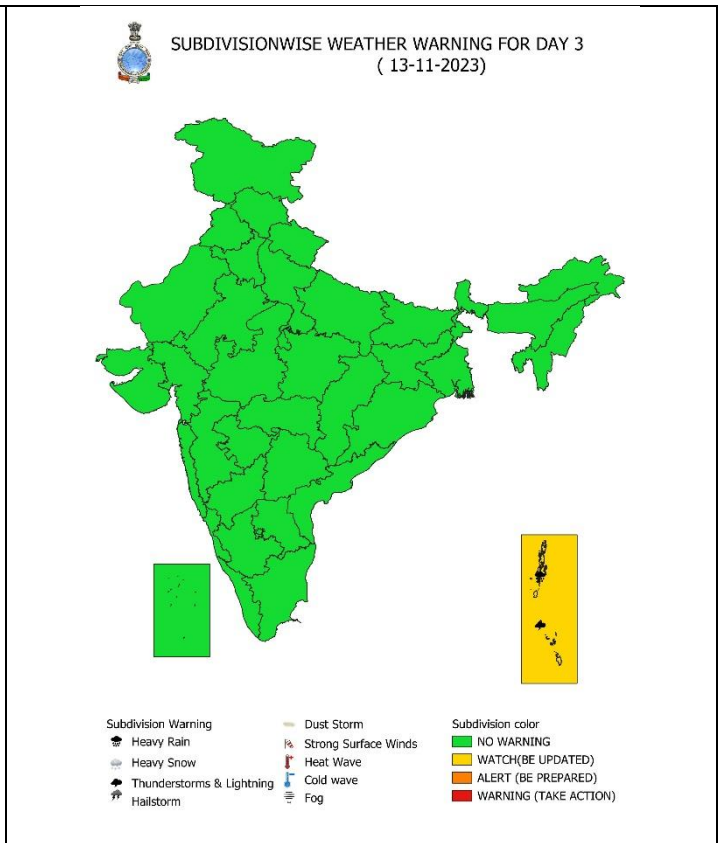 SUBDIVISIONWISE WEATHER WARNING FOR DAY 3
( 13-11-2023)
Subdivision Warning
Heavy Rain
Heavy Snow
Thunderstorms & Lightning
Hailstorm
Dust Storm
Strong Surface Winds
Heat Wave
Cold wave
Fog
Subdivision color
NO WARNING
WATCH(BE UPDATED)
ALERT (BE PREPARED)
WARNING (TAKE ACTION)